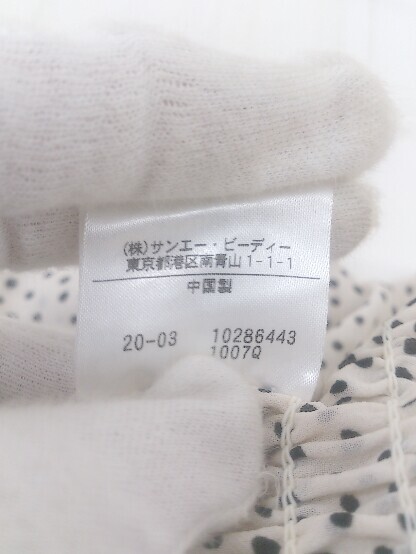 (株)サンエー・ビーディー
東京都港区南青山1-1-1
中国製
20-03 10286443
1007Q